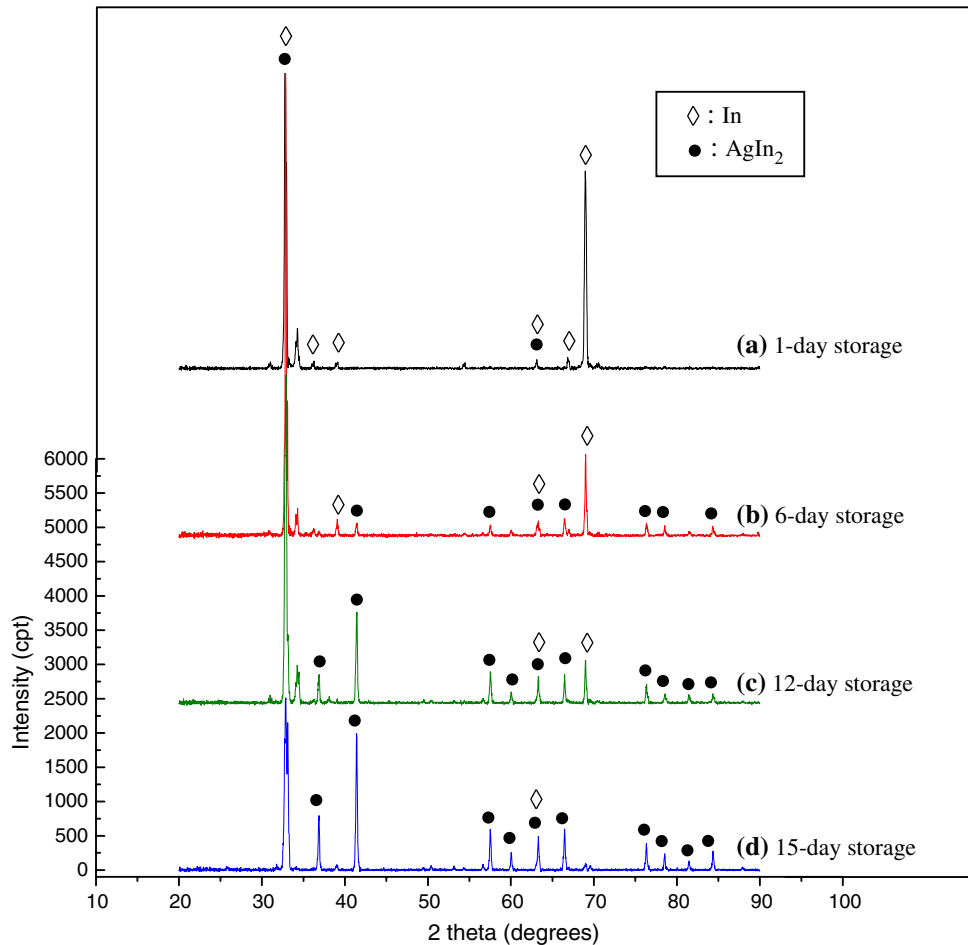 ◇ : In
● : AgIn₂
(a) 1-day storage
6000
5500
(b) 6-day storage
5000
4500
4000
3500
3000
(c) 12-day storage
2500
2000
1500
1000
500
(d) 15-day storage
0
Intensity (cpt)
10 20 30 40 50 60 70 80 90 100
2 theta (degrees)